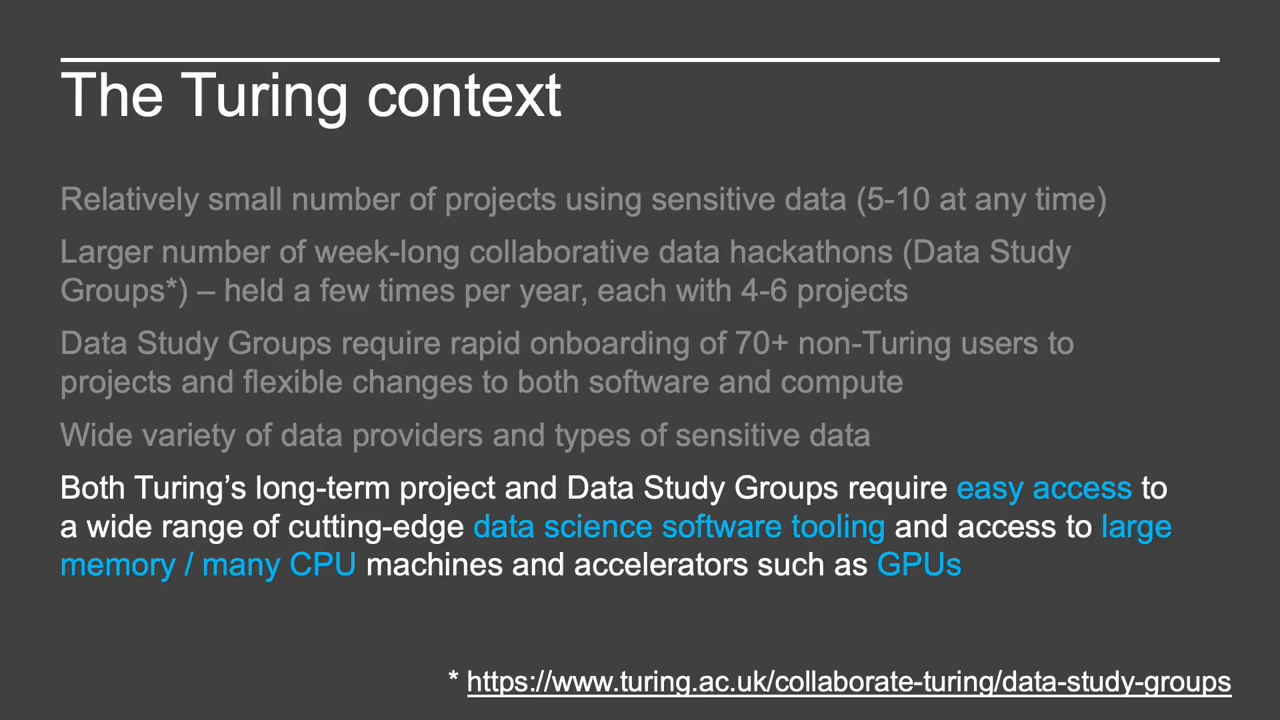 The Turing context
Relatively small number of projects using sensitive data (5-10 at any time)
Larger number of week-long collaborative data hackathons (Data Study
Groups*) – held a few times per year, each with 4-6 projects
Data Study Groups require rapid onboarding of 70+ non-Turing users to
projects and flexible changes to both software and compute
Wide variety of data providers and types of sensitive data
Both Turing’s long-term project and Data Study Groups require easy access to
a wide range of cutting-edge data science software tooling and access to large
memory / many CPU machines and accelerators such as GPUs
* https://www.turing.ac.uk/collaborate-turing/data-study-groups